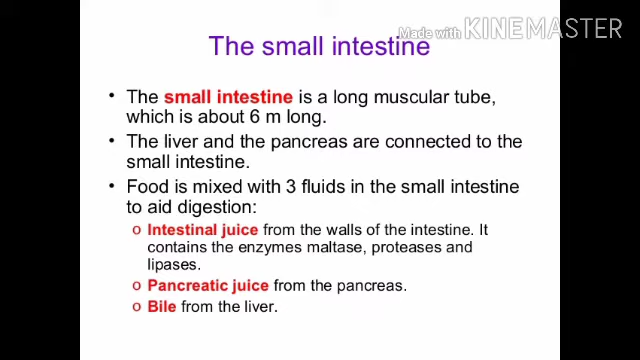 Made with KINEMASTER
The small intestine
• The small intestine is a long muscular tube,
which is about 6 m long.
• The liver and the pancreas are connected to the
small intestine.
• Food is mixed with 3 fluids in the small intestine
to aid digestion:
o Intestinal juice from the walls of the intestine. It
contains the enzymes maltase, proteases and
lipases.
o Pancreatic juice from the pancreas.
o Bile from the liver.